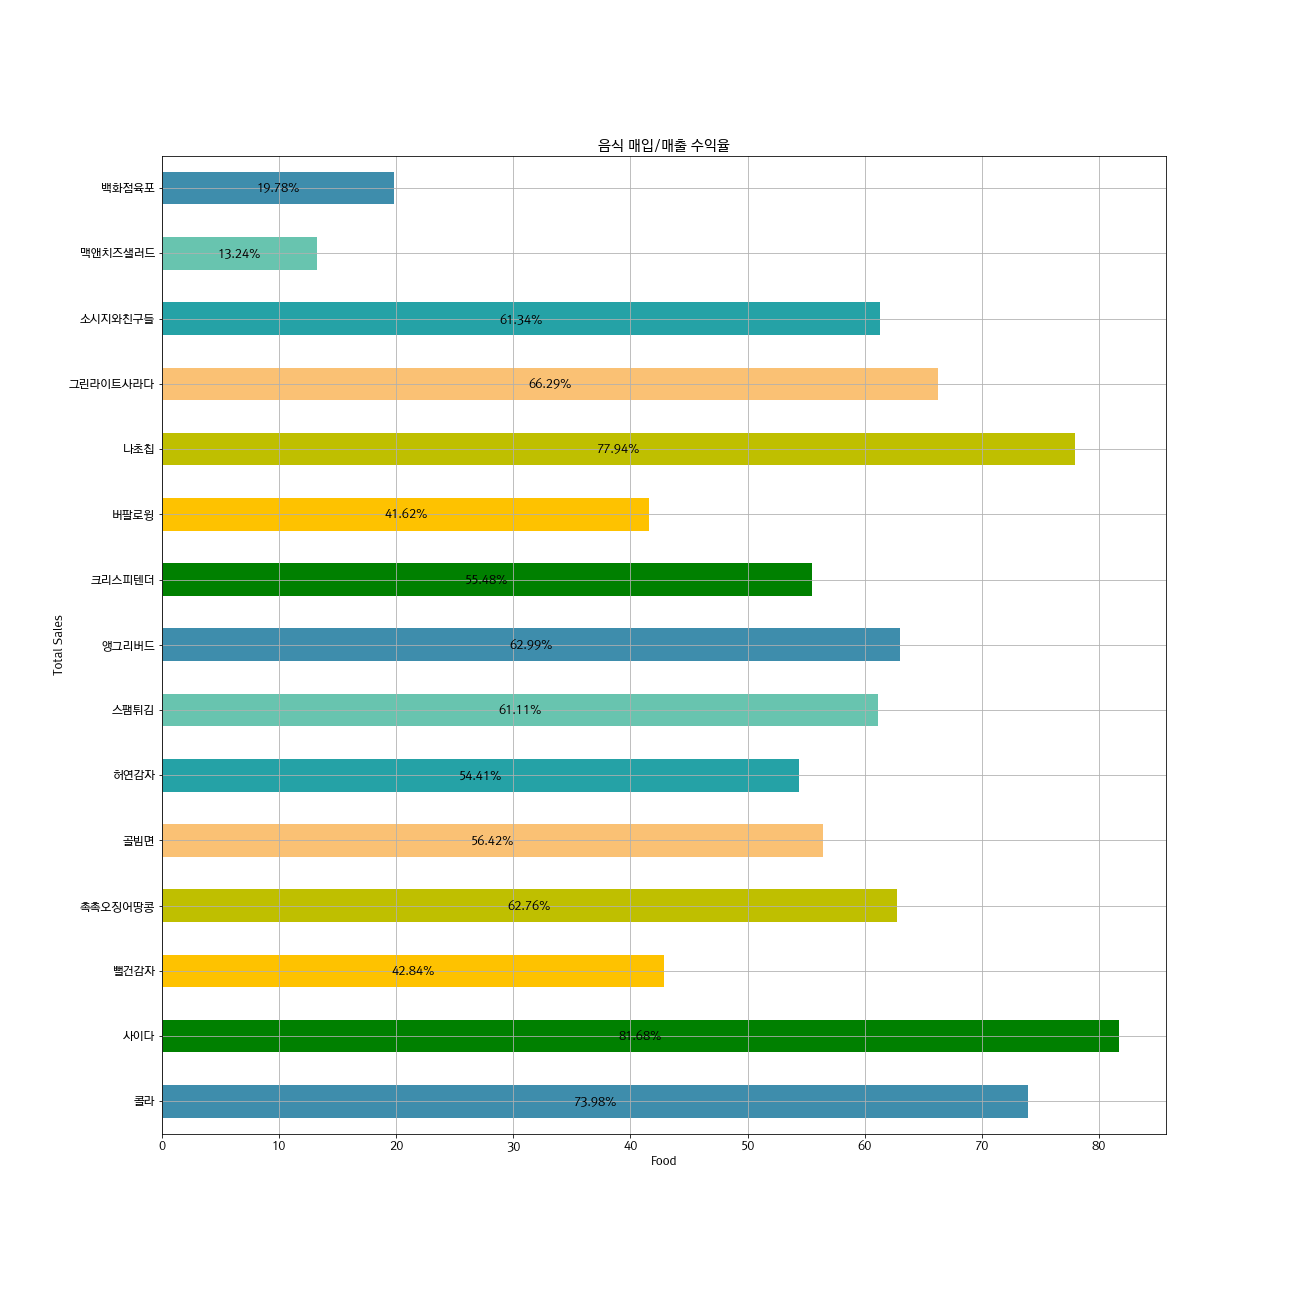 음식 매입/매출 수익율
백화점육포
19.78%
맥앤치즈샐러드
13.24%
소시지와친구들
61.34%
그린라이트사라다
66.29%
나초칩
77.94%
버팔로윙
41.62%
크리스피텐더
55.48%
앵그리버드
62.99%
스팸튀김
61.11%
허연감자
54.41%
골빔면
56.42%
촉촉오징어땅콩
62.76%
뻘건감자
42.84%
사이다
81.68%
콜라
73.98%
Total Sales
0 10 20 30 40 50 60 70 80
Food